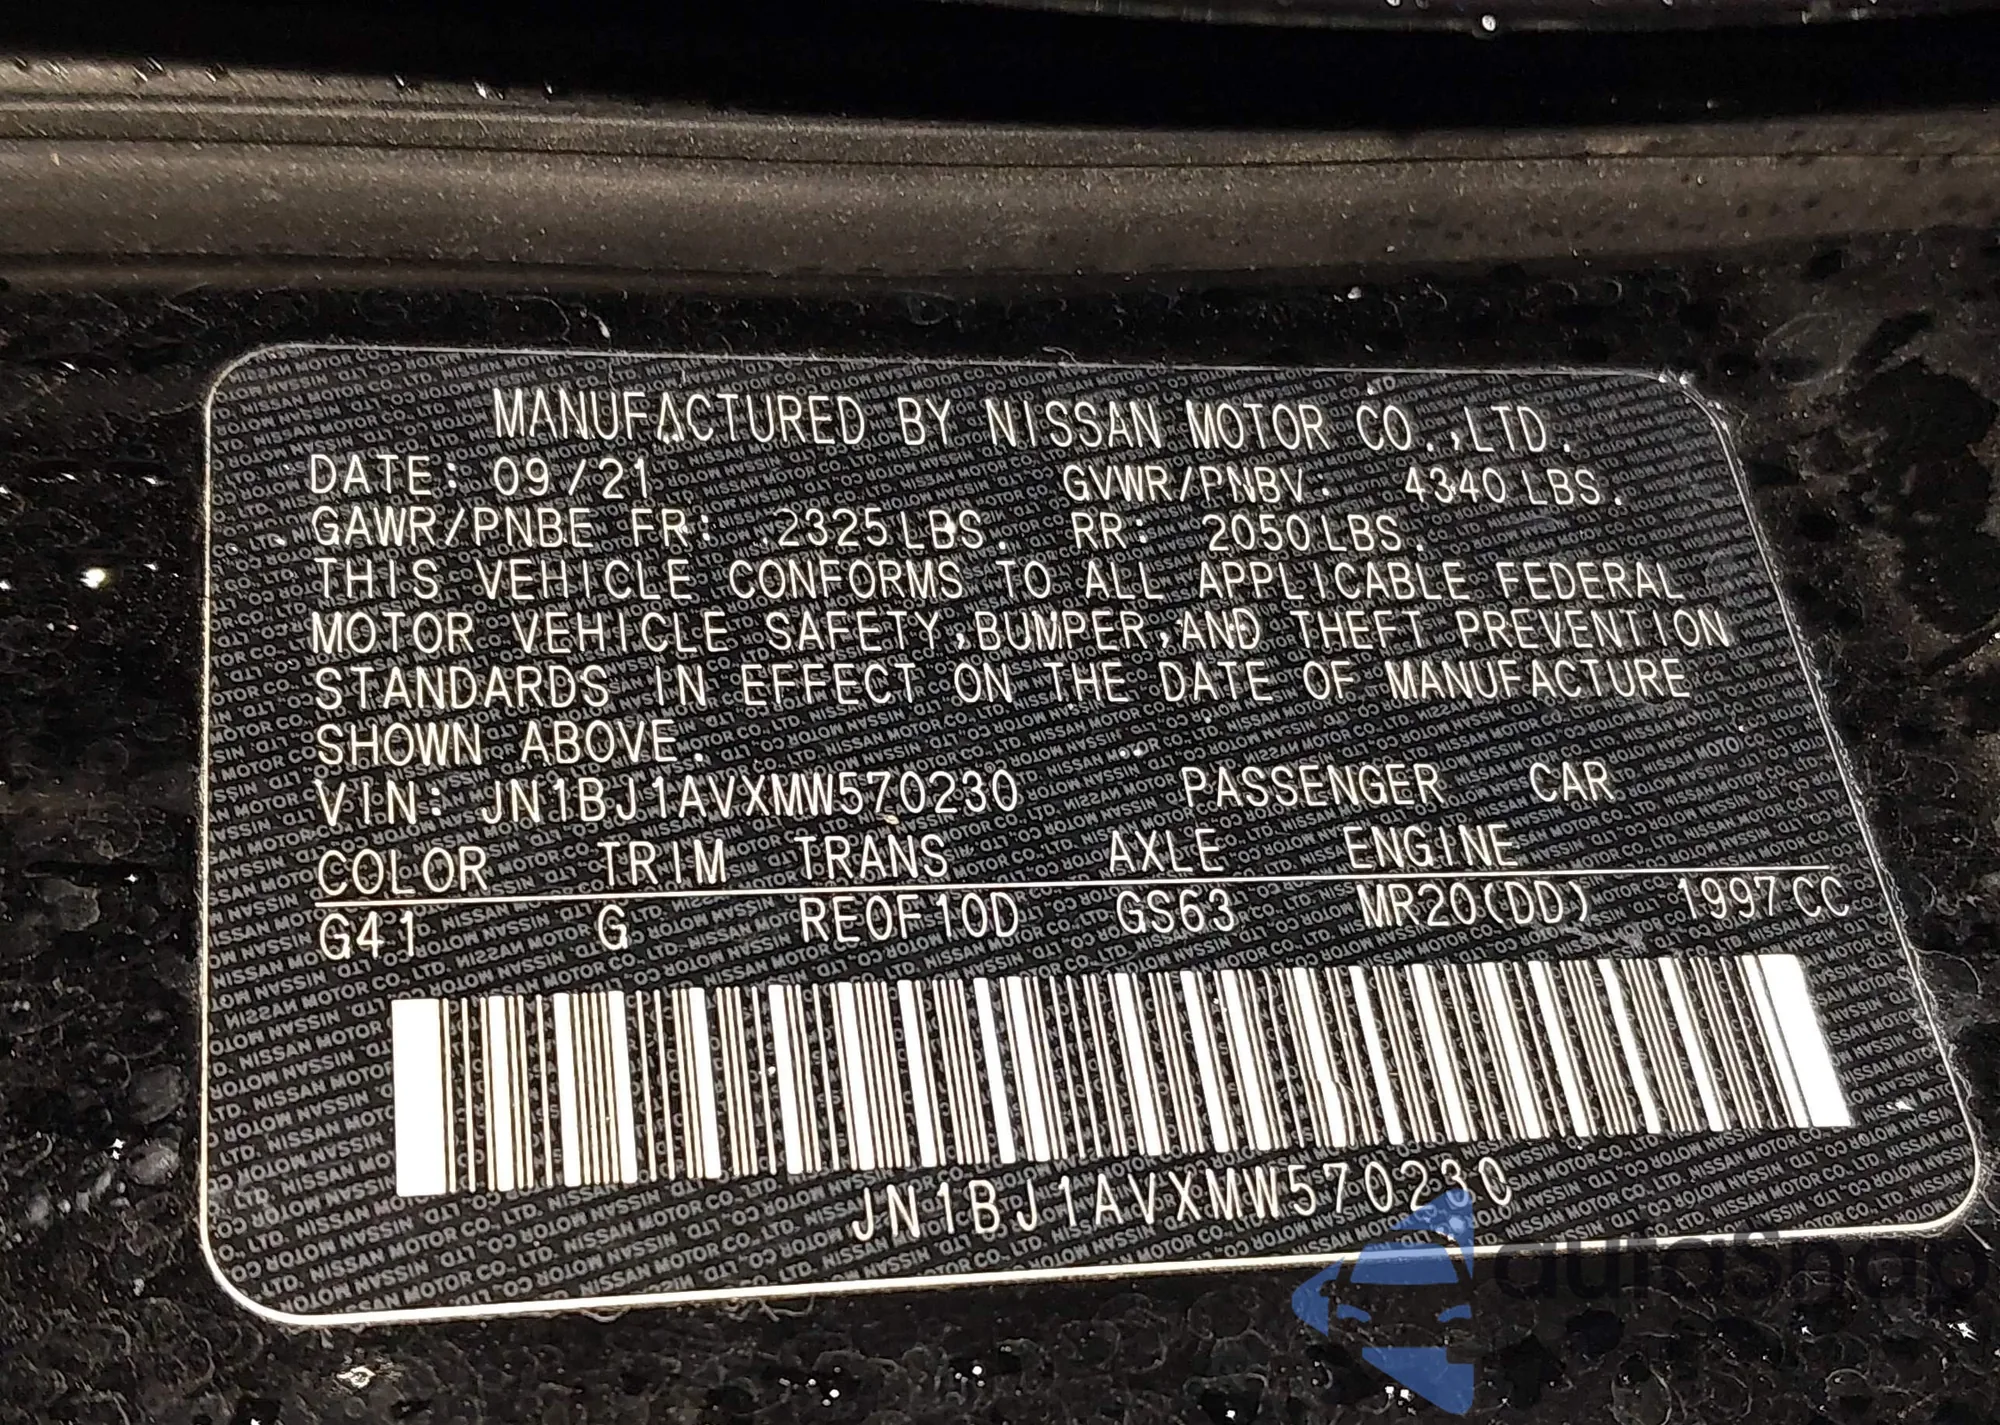 MANUFACTURED BY NISSAN MOTOR CO.,LTD.
DATE: 09/21 GVWR/PNBV: 4340 LBS.
GAWR/PNBE FR: 2325 LBS. RR: 2050 LBS.
THIS VEHICLE CONFORMS TO ALL APPLICABLE FEDERAL
MOTOR VEHICLE SAFETY,BUMPER,AND THEFT PREVENTION
STANDARDS IN EFFECT ON THE DATE OF MANUFACTURE
SHOWN ABOVE.
VIN: JN1BJ1AVXMW570230 PASSENGER CAR
COLOR TRIM TRANS AXLE ENGINE
G41 G RE0F10D GS63 MR20(DD) 1997 CC
JN1BJ1AVXMW570230
autoSnap